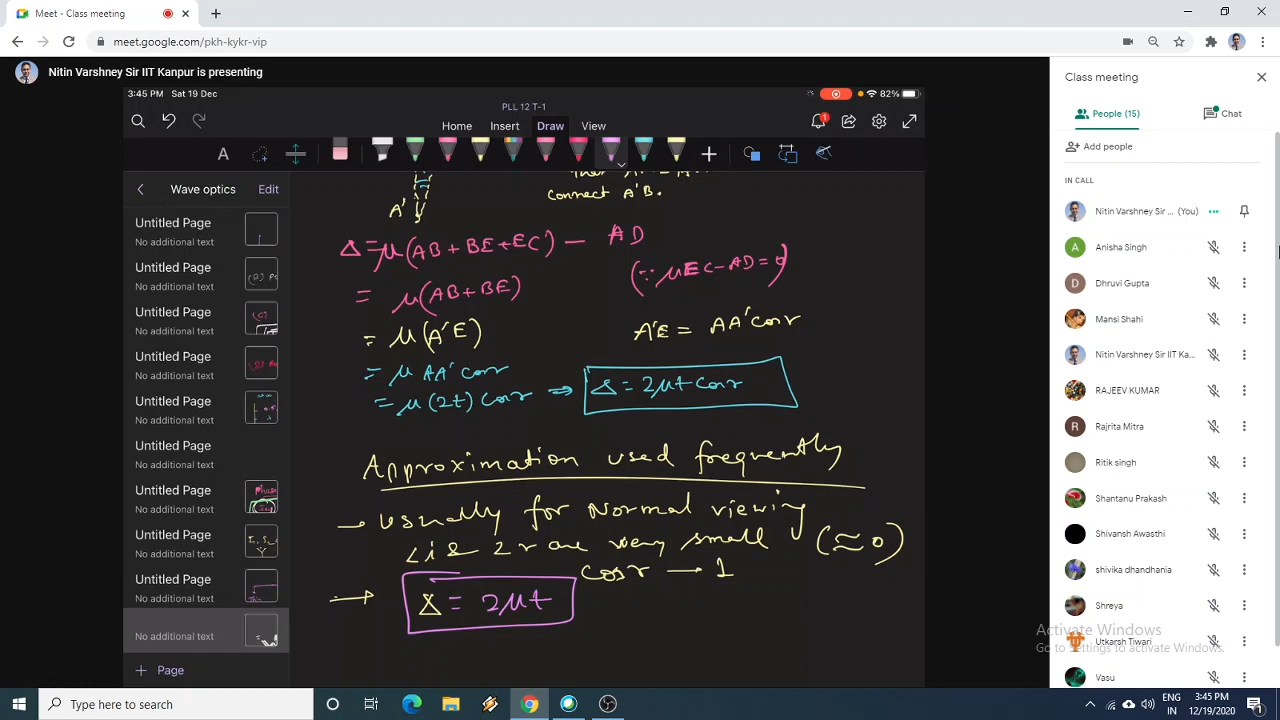 Meet - Classroom
meet.google.com/pkh-kykr-vip
Nitin Varshney Sir IIT Kanpur is presenting
3:45 PM Sat 19 Dec
82%
PLL 12 T-1
Home Insert Draw View
1
A
Wave optics Edit
Untitled Page
No additional text
Untitled Page
No additional text
Untitled Page
No additional text
Untitled Page
No additional text
Untitled Page
No additional text
Untitled Page
No additional text
Untitled Page
No additional text
Untitled Page
No additional text
Untitled Page
No additional text
No additional text
+ Page
A'
connect A'B.
Δ = μ(AB + BE + EC) − AD
= μ(AB + BE) (∵ μEC − AD = 0)
= μ(A'E) A'E = AA' cosr
= μ AA' cosr
= μ (2t) cosr ⇒ Δ = 2μt cosr
Approximation used frequently
→ usually for Normal viewing
∠i & ∠r are very small (≈ 0)
cosr → 1
→ Δ = 2μt
Class meeting
People (15) Chat
Add people
IN CALL
Nitin Varshney Sir ... (You)
Anisha Singh
Dhruvi Gupta
Mansi Shahi
Nitin Varshney Sir IIT Ka...
RAJEEV KUMAR
Rajrita Mitra
Ritik singh
Shantanu Prakash
Shivansh Awasthi
shivika dhandhania
Shreya
Utkarsh Tiwari
Vasu
Activate Windows
Go to Settings to activate Windows.
Type here to search
ENG
IN
3:45 PM
12/19/2020